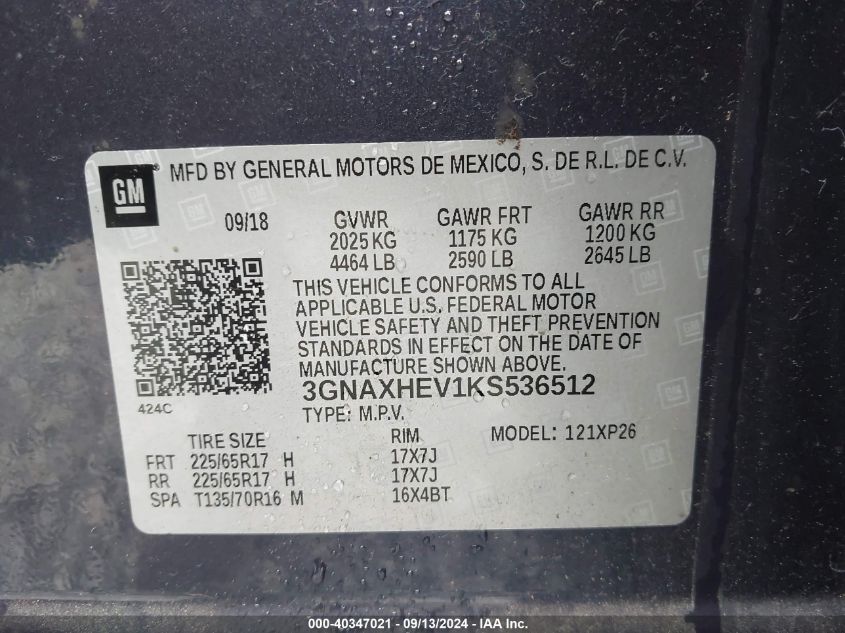 GM
MFD BY GENERAL MOTORS DE MEXICO, S. DE R.L. DE C.V.
09/18 GVWR GAWR FRT GAWR RR
2025 KG 1175 KG 1200 KG
4464 LB 2590 LB 2645 LB
THIS VEHICLE CONFORMS TO ALL
APPLICABLE U.S. FEDERAL MOTOR
VEHICLE SAFETY AND THEFT PREVENTION
STANDARDS IN EFFECT ON THE DATE OF
MANUFACTURE SHOWN ABOVE.
3GNAXHEV1KS536512
424C
TYPE: M.P.V.
TIRE SIZE RIM MODEL: 121XP26
FRT 225/65R17 H 17X7J
RR 225/65R17 H 17X7J
SPA T135/70R16 M 16X4BT
000-40347021 - 09/13/2024 - IAA Inc.